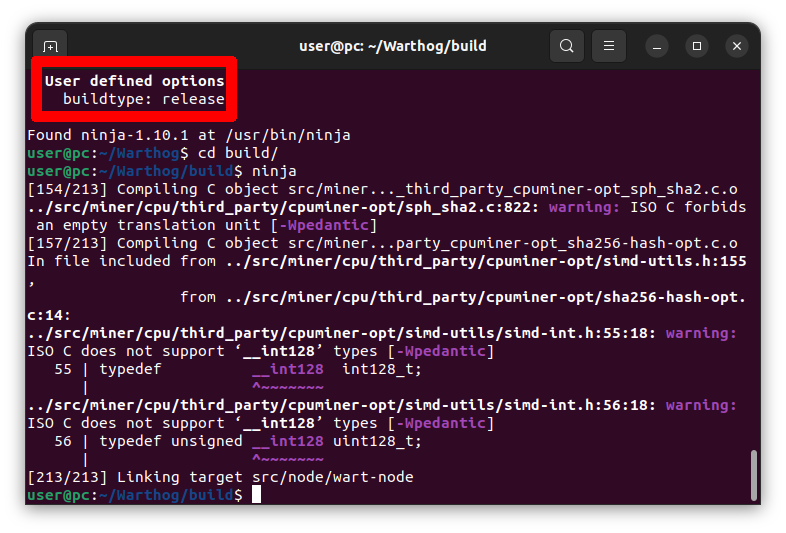 user@pc: ~/Warthog/build
User defined options
buildtype: release
Found ninja-1.10.1 at /usr/bin/ninja
user@pc:~/Warthog$ cd build/
user@pc:~/Warthog/build$ ninja
[154/213] Compiling C object src/miner..._third_party_cpuminer-opt_sph_sha2.c.o
../src/miner/cpu/third_party/cpuminer-opt/sph_sha2.c:822: warning: ISO C forbids
 an empty translation unit [-Wpedantic]
[157/213] Compiling C object src/miner...party_cpuminer-opt_sha256-hash-opt.c.o
In file included from ../src/miner/cpu/third_party/cpuminer-opt/simd-utils.h:155
,
                 from ../src/miner/cpu/third_party/cpuminer-opt/sha256-hash-opt.
c:14:
../src/miner/cpu/third_party/cpuminer-opt/simd-utils/simd-int.h:55:18: warning:
ISO C does not support ‘__int128’ types [-Wpedantic]
   55 | typedef          __int128  int128_t;
      |                  ^~~~~~~~
../src/miner/cpu/third_party/cpuminer-opt/simd-utils/simd-int.h:56:18: warning:
ISO C does not support ‘__int128’ types [-Wpedantic]
   56 | typedef unsigned __int128 uint128_t;
      |                  ^~~~~~~~
[213/213] Linking target src/node/wart-node
user@pc:~/Warthog/build$